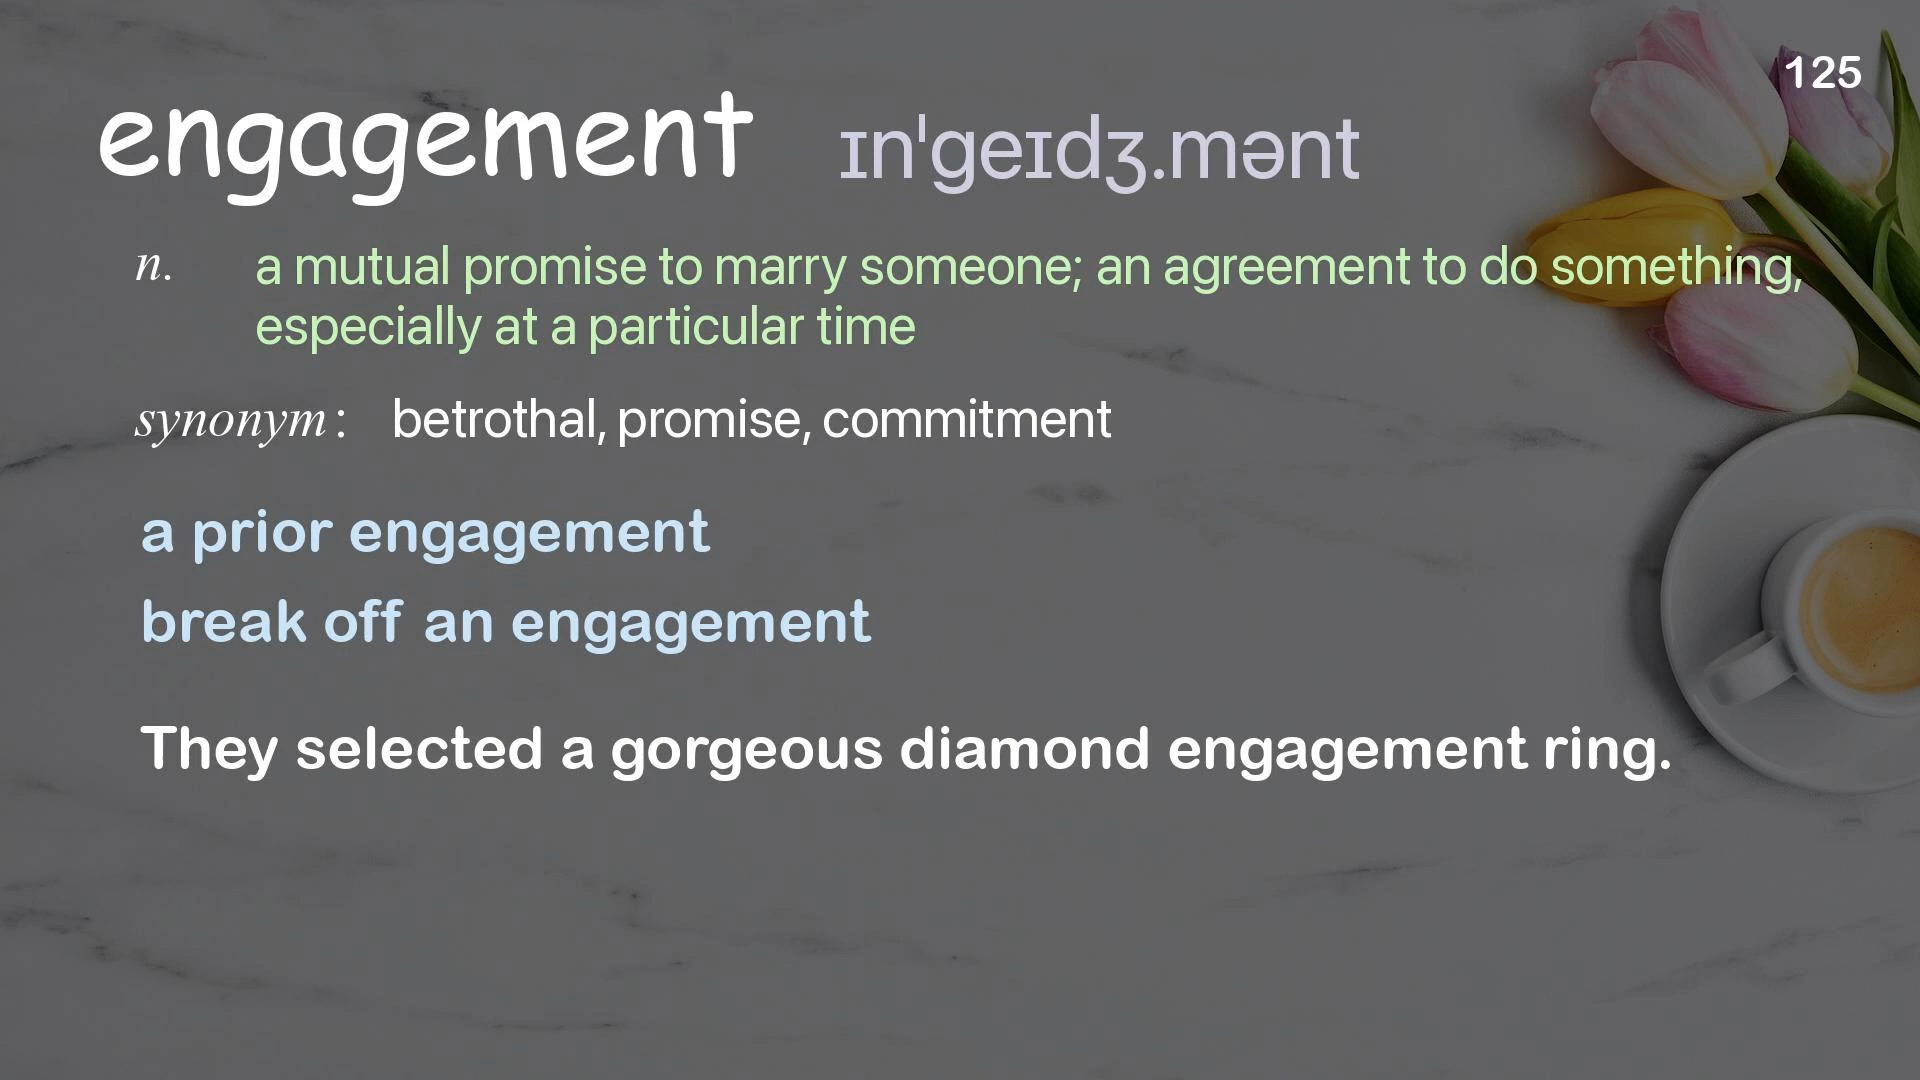 125
engagement ɪnˈɡeɪdʒ.mənt
n. a mutual promise to marry someone; an agreement to do something,
especially at a particular time
synonym : betrothal, promise, commitment
a prior engagement
break off an engagement
They selected a gorgeous diamond engagement ring.